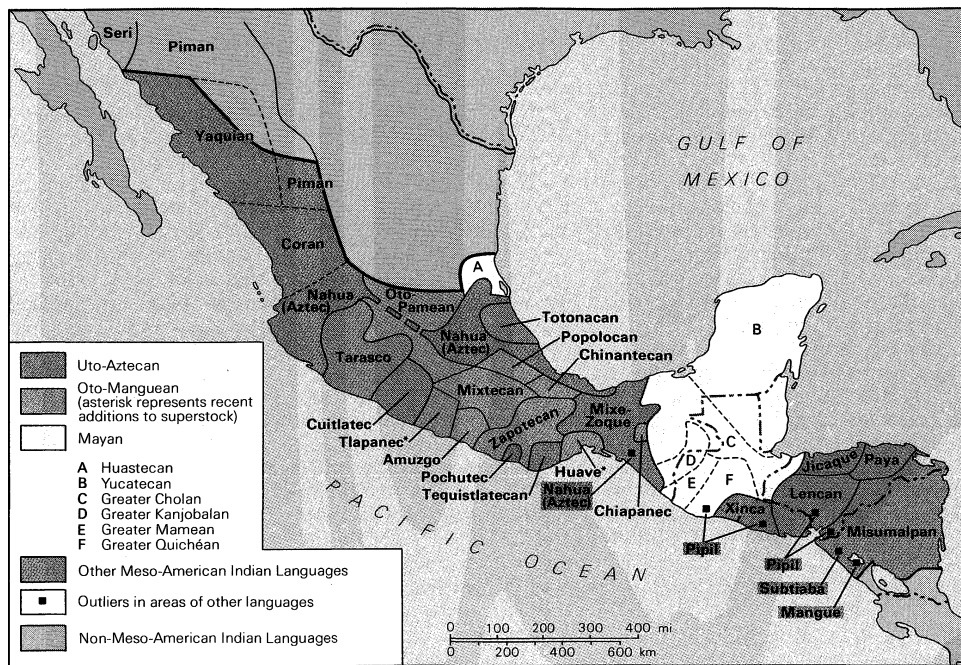 Seri
Piman
Yaquian
Piman
Coran
GULF OF
MEXICO
A
Nahua
(Aztec)
Oto-
Pamean
Nahua
(Aztec)
Totonacan
Popolocan
Chinantecan
B
Tarasco
Mixtecan
Mixe-
Zoque
Zapotecan
Cuitlatec
Tlapanec*
Amuzgo
Pochutec
Tequistlatecan
Huave*
Nahua
(Aztec)
Chiapanec
C
D
E
F
Xinca
Jicaque
Paya
Lencan
Misumalpan
Pipil
Pipil
Subtiaba
Mangue
PACIFIC OCEAN
Uto-Aztecan
Oto-Manguean
(asterisk represents recent
additions to superstock)
Mayan
A Huastecan
B Yucatecan
C Greater Cholan
D Greater Kanjobalan
E Greater Mamean
F Greater Quichéan
Other Meso-American Indian Languages
Outliers in areas of other languages
Non-Meso-American Indian Languages
0 100 200 300 400 mi
0 200 400 600 km